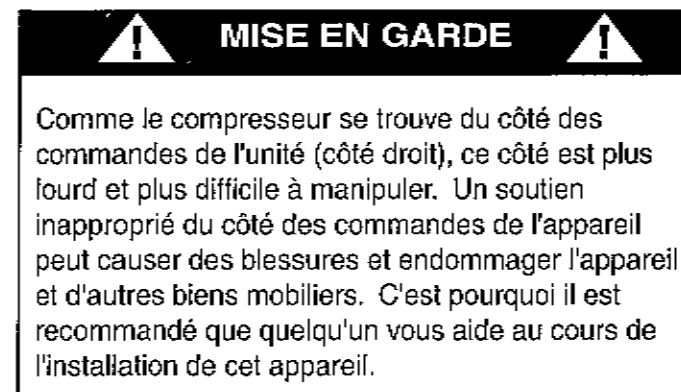 MISE EN GARDE
Comme le compresseur se trouve du côté des
commandes de l'unité (côté droit), ce côté est plus
lourd et plus difficile à manipuler. Un soutien
inapproprié du côté des commandes de l'appareil
peut causer des blessures et endommager l'appareil
et d'autres biens mobiliers. C'est pourquoi il est
recommandé que quelqu'un vous aide au cours de
l'installation de cet appareil.